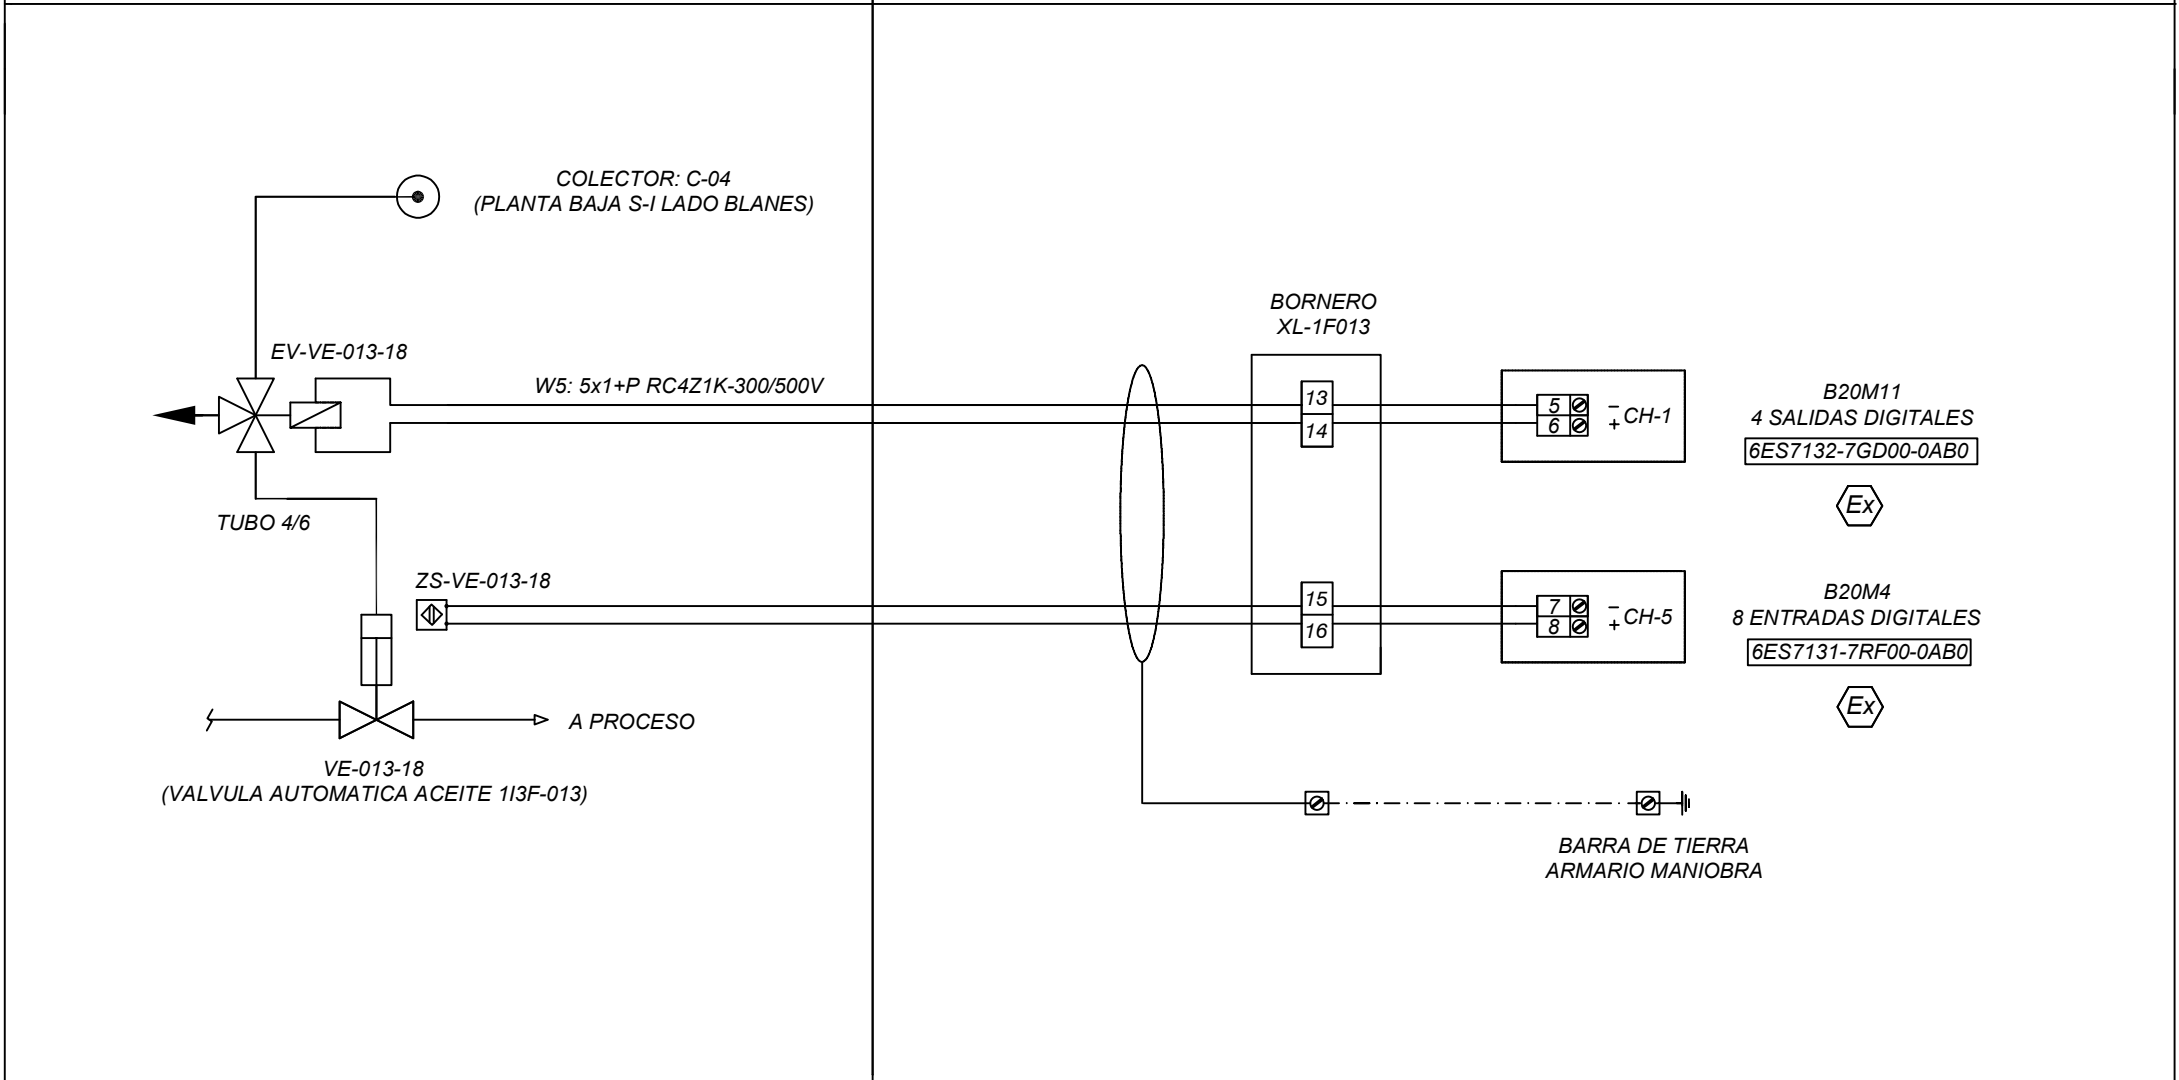 COLECTOR: C-04
(PLANTA BAJA S-I LADO BLANES)
EV-VE-013-18
W5: 5x1+P RC4Z1K-300/500V
TUBO 4/6
ZS-VE-013-18
A PROCESO
VE-013-18
(VALVULA AUTOMATICA ACEITE 1I3F-013)
BORNERO
XL-1F013
13
14
15
16
5
6
– CH-1
+
7
8
– CH-5
+
B20M11
4 SALIDAS DIGITALES
6ES7132-7GD00-0AB0
Ex
B20M4
8 ENTRADAS DIGITALES
6ES7131-7RF00-0AB0
Ex
BARRA DE TIERRA
ARMARIO MANIOBRA